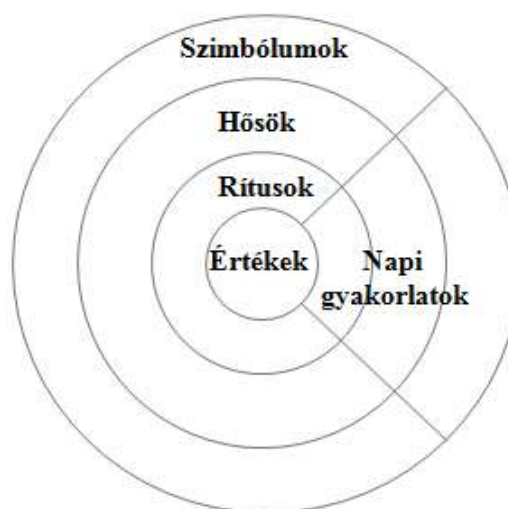 Szimbólumok
Hősök
Rítusok
Értékek
Napi
gyakorlatok